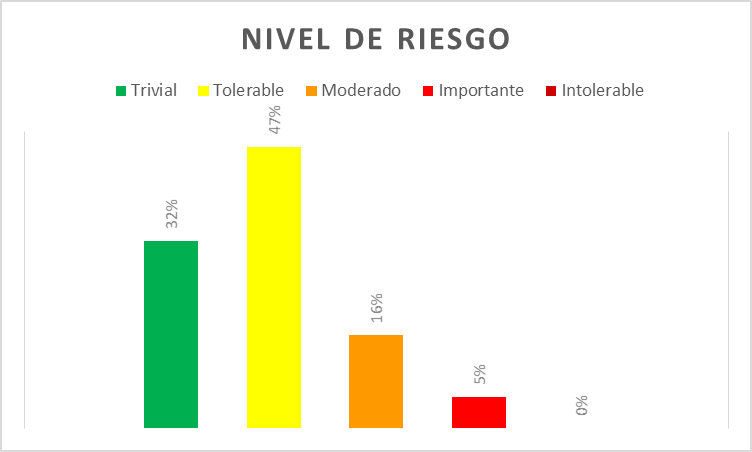 NIVEL DE RIESGO
Trivial Tolerable Moderado Importante Intolerable
32%
47%
16%
5%
0%